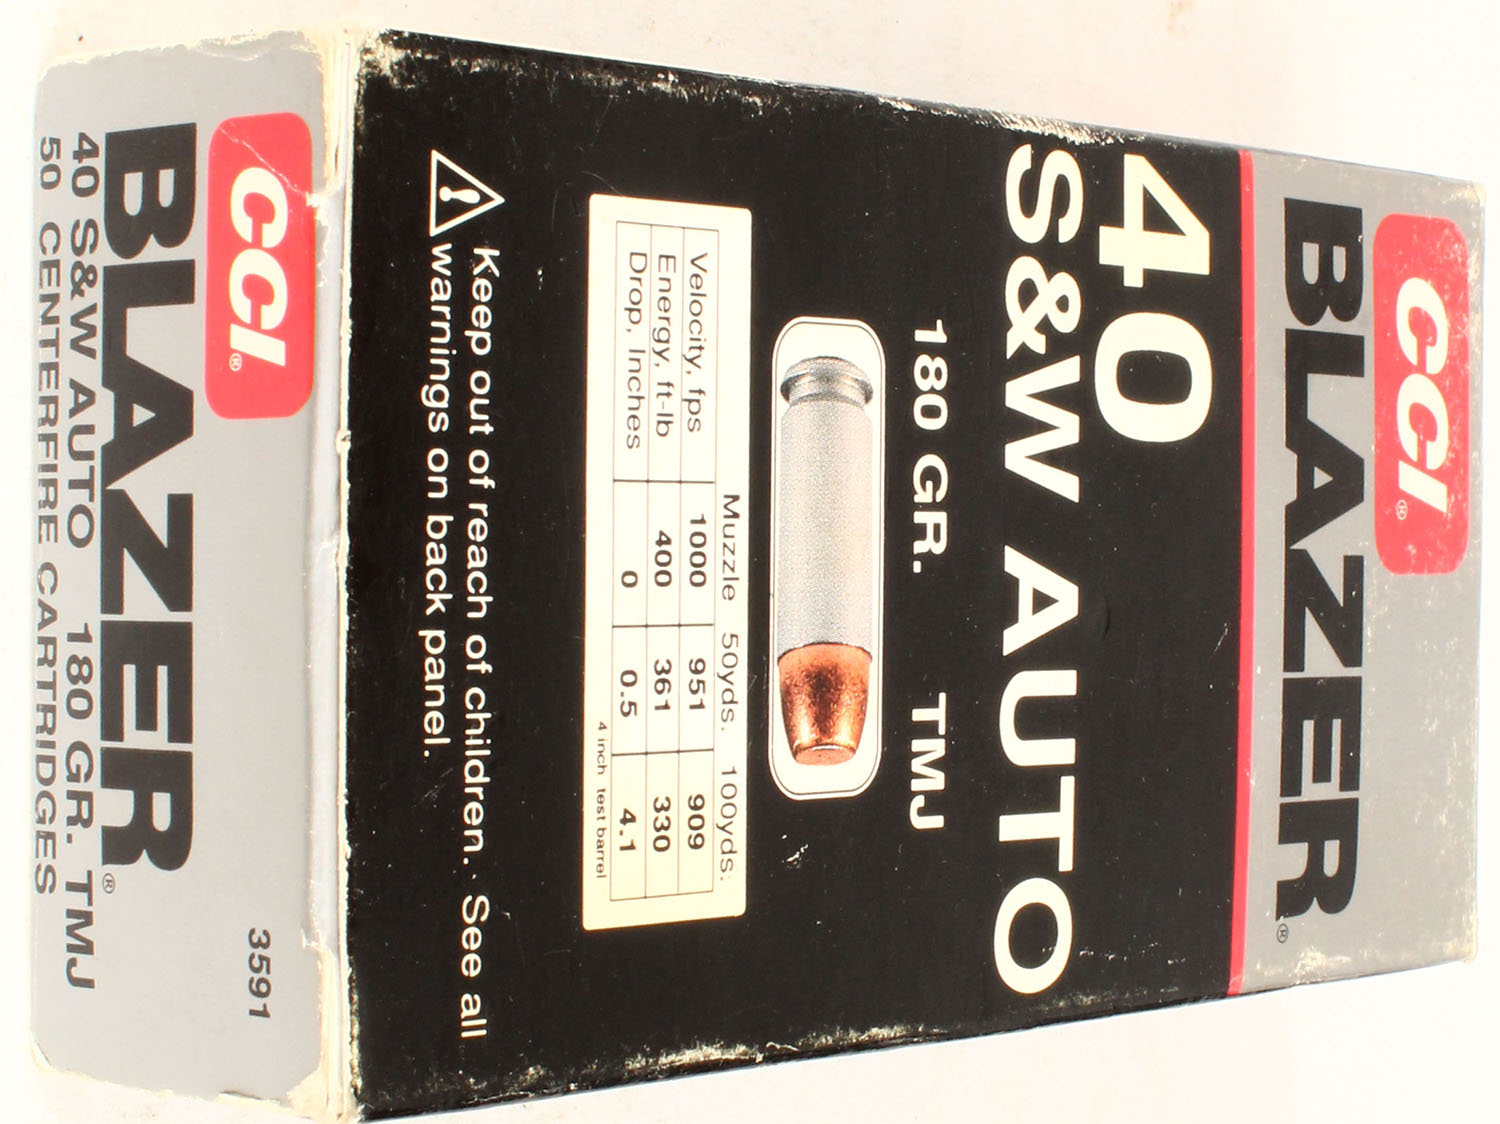 CCI®
BLAZER®
40
S&W AUTO
180 GR. TMJ
Muzzle 50yds. 100yds.
Velocity, fps 1000 951 909
Energy, ft-lb 400 361 330
Drop, Inches 0 0.5 4.1
4 inch test barrel
Keep out of reach of children. See all
warnings on back panel.
3591
CCI®
BLAZER®
40 S&W AUTO 180 GR. TMJ
50 CENTERFIRE CARTRIDGES